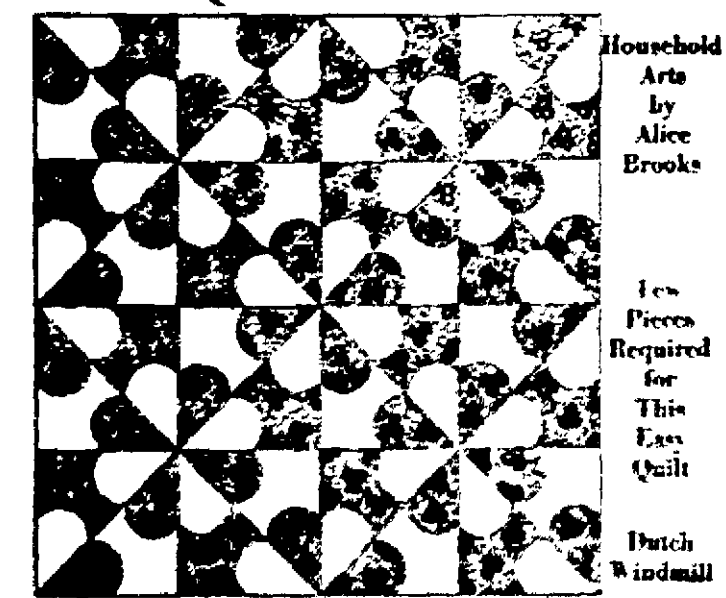 Household
Arts
by
Alice
Brooks
Few
Pieces
Required
for
This
Easy
Quilt
Dutch
Windmill